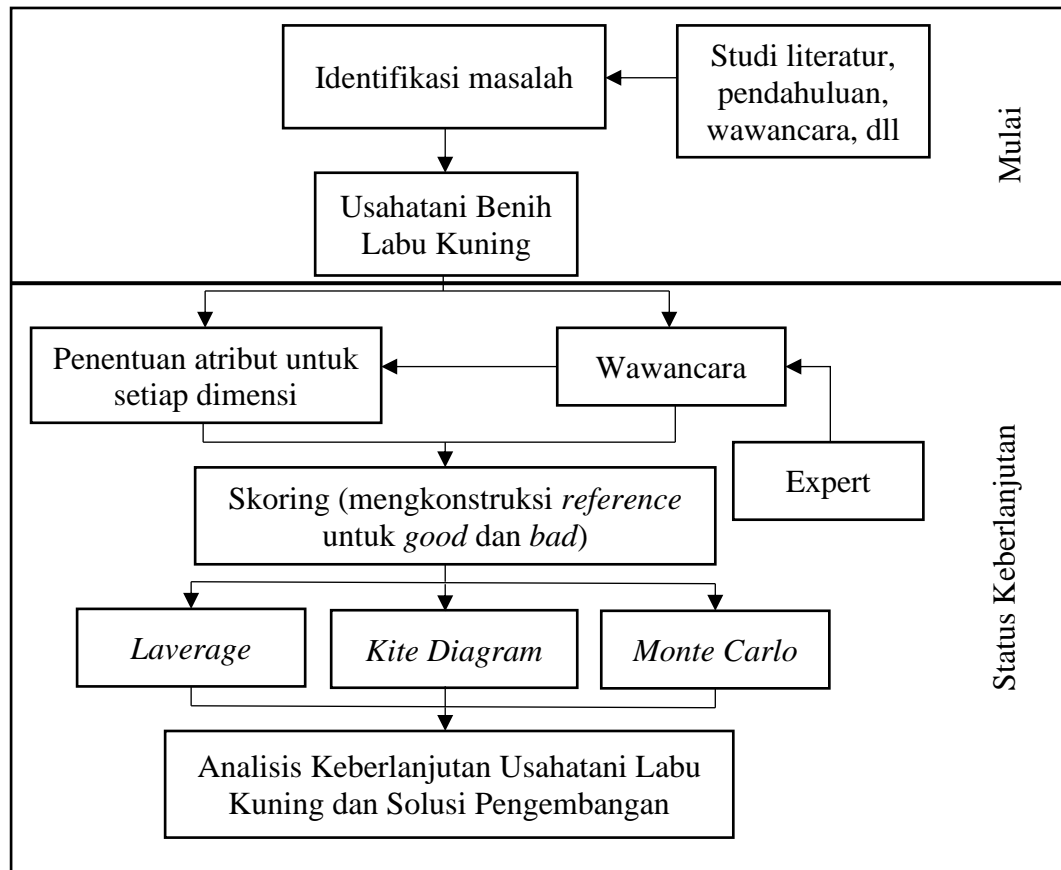 Identifikasi masalah
Studi literatur,
pendahuluan,
wawancara, dll
Mulai
Usahatani Benih
Labu Kuning
Penentuan atribut untuk
setiap dimensi
Wawancara
Expert
Status Keberlanjutan
Skoring (mengkonstruksi reference
untuk good dan bad)
Laverage
Kite Diagram
Monte Carlo
Analisis Keberlanjutan Usahatani Labu
Kuning dan Solusi Pengembangan